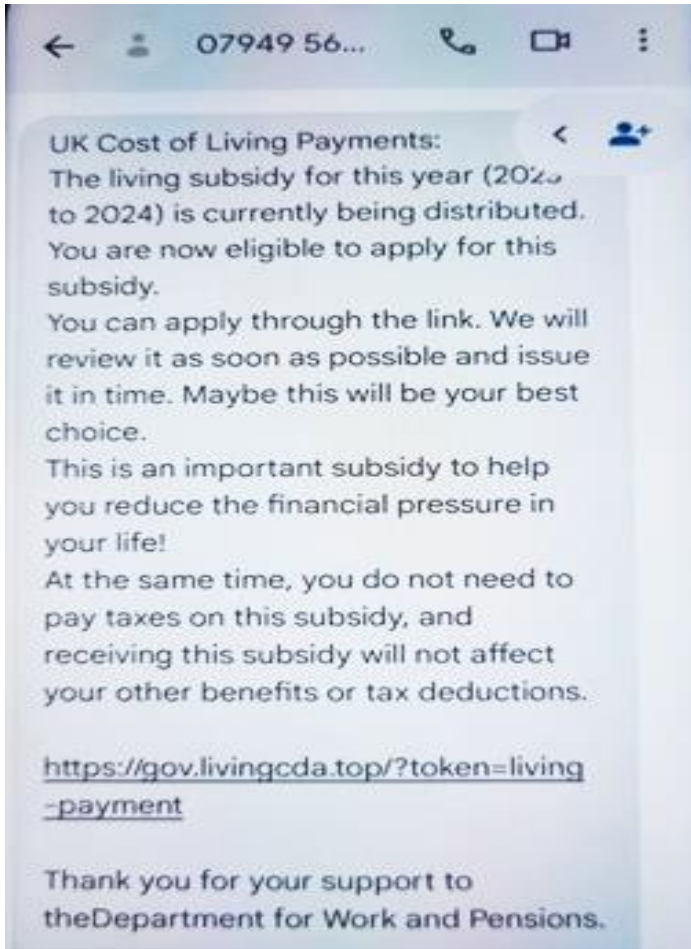 07949 56...
UK Cost of Living Payments:
The living subsidy for this year
to 2024) is currently being distributed.
You are now eligible to apply for this
subsidy.
You can apply through the link. We will
review it as soon as possible and issue
it in time. Maybe this will be your best
choice.
This is an important subsidy to help
you reduce the financial pressure in
your life!
At the same time, you do not need to
pay taxes on this subsidy, and
receiving this subsidy will not affect
your other benefits or tax deductions.
https://gov.livingcda.top/?token=living
-payment
Thank you for your support to
theDepartment for Work and Pensions.